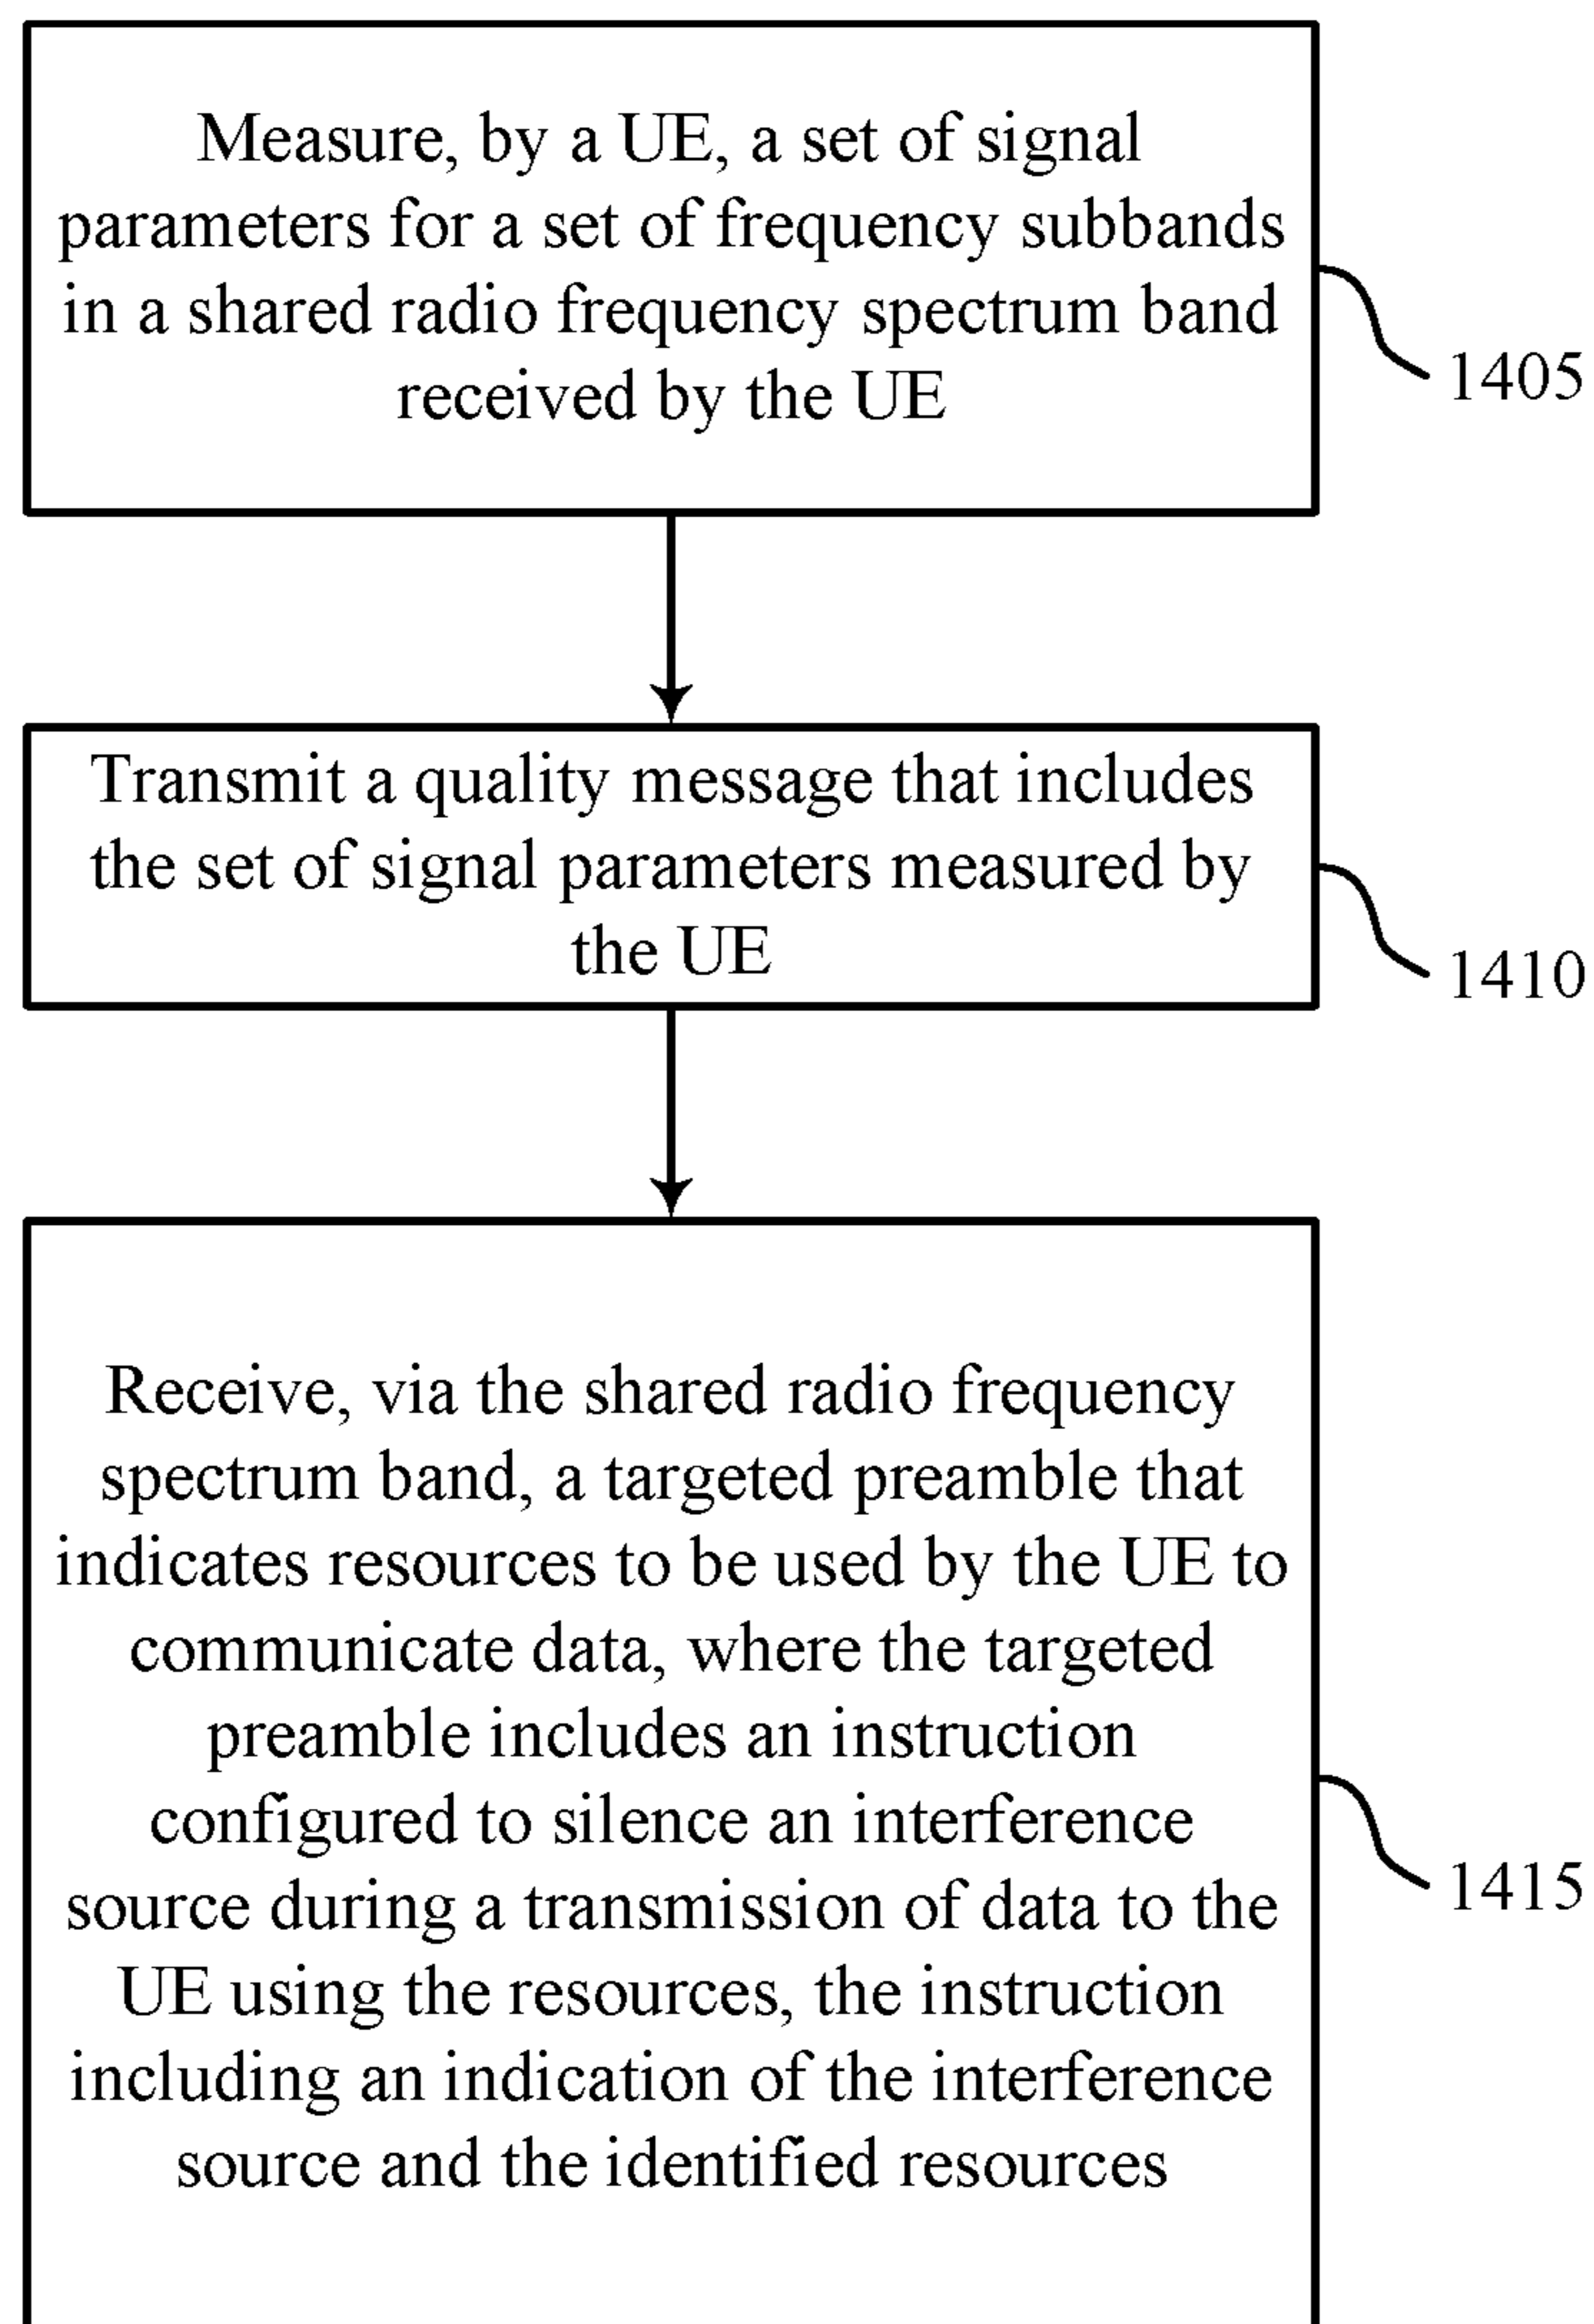 Measure, by a UE, a set of signal
parameters for a set of frequency subbands
in a shared radio frequency spectrum band
received by the UE
1405
Transmit a quality message that includes
the set of signal parameters measured by
the UE
1410
Receive, via the shared radio frequency
spectrum band, a targeted preamble that
indicates resources to be used by the UE to
communicate data, where the targeted
preamble includes an instruction
configured to silence an interference
source during a transmission of data to the
UE using the resources, the instruction
including an indication of the interference
source and the identified resources
1415